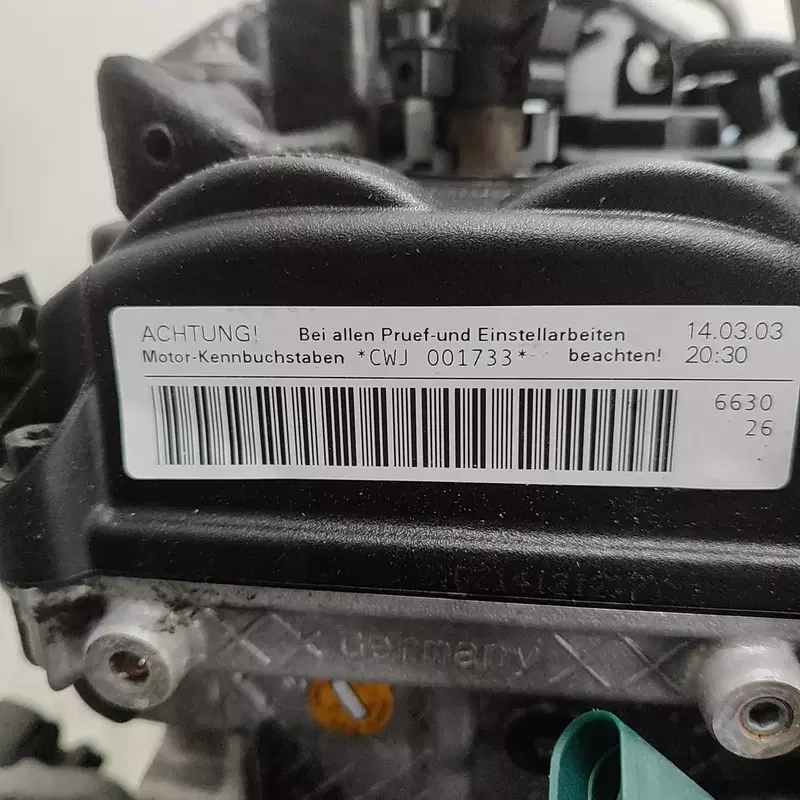 ACHTUNG! Bei allen Pruef-und Einstellarbeiten 14.03.03
Motor-Kennbuchstaben *CWJ 001733* beachten! 20:30
6630
26
Germany